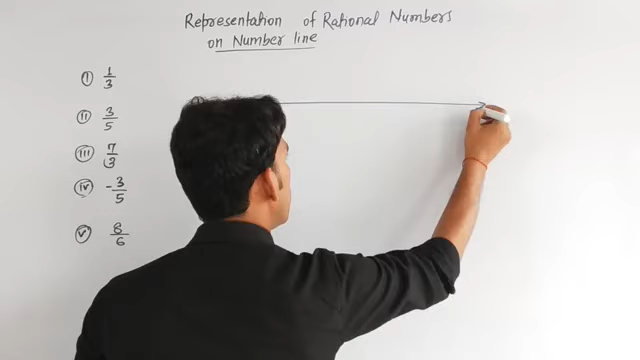 Representation of Rational Numbers
on Number line
i) 1/3
ii) 3/5
iii) 7/3
iv) -3/5
v) 8/6